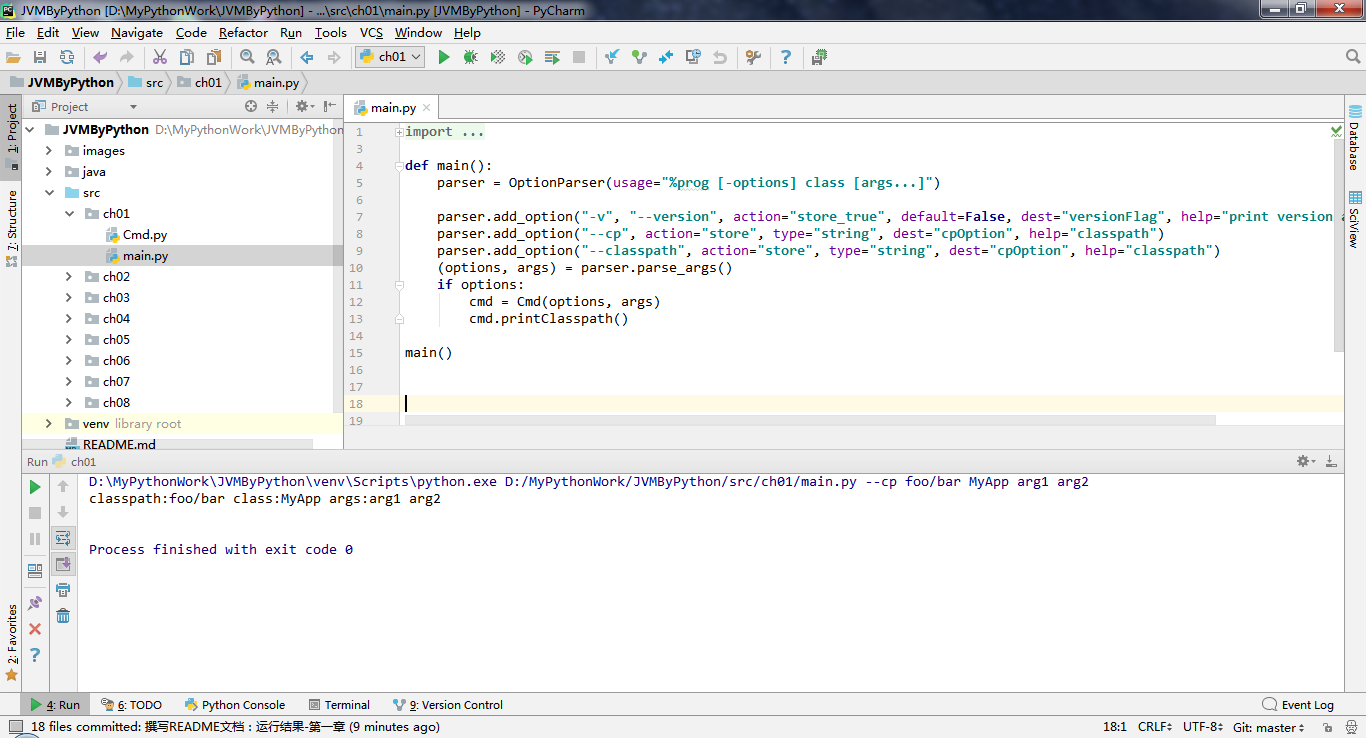 JVMByPython [D:\MyPythonWork\JVMByPython] - ...\src\ch01\main.py [JVMByPython] - PyCharm
File Edit View Navigate Code Refactor Run Tools VCS Window Help
ch01
JVMByPython src ch01 main.py
Project
main.py
1: Project
7: Structure
2: Favorites
JVMByPython D:\MyPythonWork\JVMByPython
images
java
src
ch01
Cmd.py
main.py
ch02
ch03
ch04
ch05
ch06
ch07
ch08
venv library root
README.md
1 import ...
3
4 def main():
5 parser = OptionParser(usage="%prog [-options] class [args...]")
6
7 parser.add_option("-v", "--version", action="store_true", default=False, dest="versionFlag", help="print version a
8 parser.add_option("--cp", action="store", type="string", dest="cpOption", help="classpath")
9 parser.add_option("--classpath", action="store", type="string", dest="cpOption", help="classpath")
10 (options, args) = parser.parse_args()
11 if options:
12 cmd = Cmd(options, args)
13 cmd.printClasspath()
14
15 main()
16
17
18
19
Database
SciView
Run ch01
D:\MyPythonWork\JVMByPython\venv\Scripts\python.exe D:/MyPythonWork/JVMByPython/src/ch01/main.py --cp foo/bar MyApp arg1 arg2
classpath:foo/bar class:MyApp args:arg1 arg2
Process finished with exit code 0
4: Run 6: TODO Python Console Terminal 9: Version Control Event Log
18 files committed: 撰写README文档：运行结果-第一章 (9 minutes ago) 18:1 CRLF UTF-8 Git: master